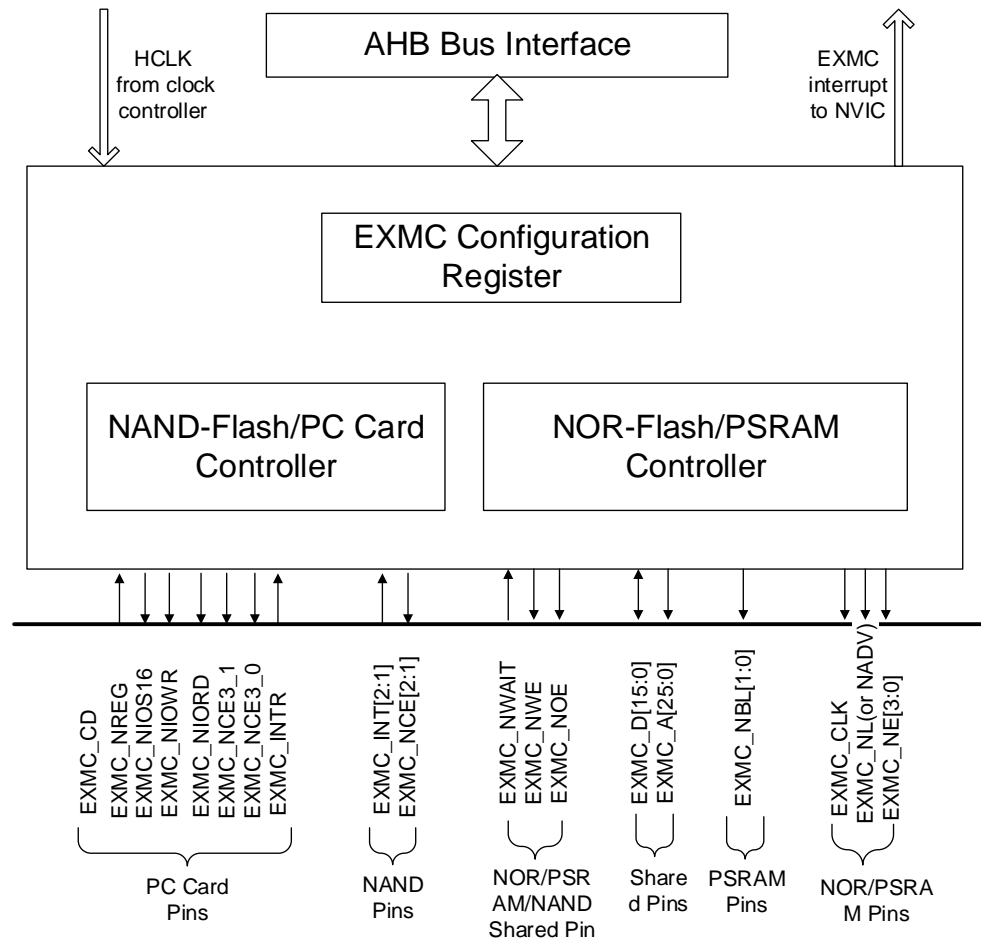 AHB Bus Interface
HCLK
from clock
controller
EXMC
interrupt
to NVIC
EXMC Configuration
Register
NAND-Flash/PC Card
Controller
NOR-Flash/PSRAM
Controller
EXMC_CD
EXMC_NREG
EXMC_NIOS16
EXMC_NIOWR
EXMC_NIORD
EXMC_NCE3_1
EXMC_NCE3_0
EXMC_INTR
EXMC_INT[2:1]
EXMC_NCE[2:1]
EXMC_NWAIT
EXMC_NWE
EXMC_NOE
EXMC_D[15:0]
EXMC_A[25:0]
EXMC_NBL[1:0]
EXMC_CLK
EXMC_NL(or NADV)
EXMC_NE[3:0]
PC Card
Pins
NAND
Pins
NOR/PSR
AM/NAND
Shared Pin
Share
d Pins
PSRAM
Pins
NOR/PSRA
M Pins